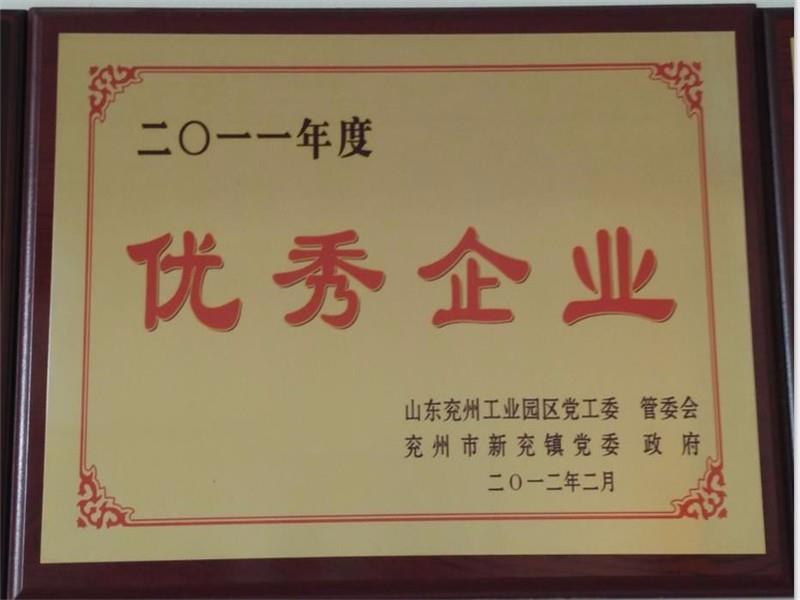 二〇一一年度
优秀企业
山东兖州工业园区党工委 管委会
兖州市新兖镇党委 政府
二〇一二年二月